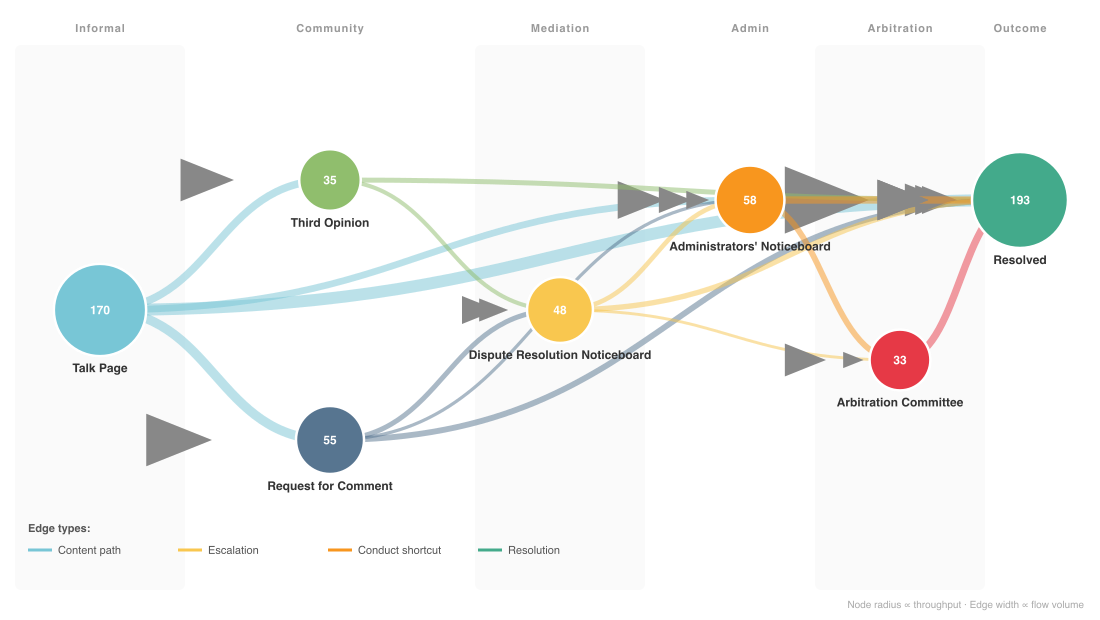 Informal
Community
Mediation
Admin
Arbitration
Outcome
35
Third Opinion
58
Administrators' Noticeboard
193
Resolved
170
Talk Page
48
Dispute Resolution Noticeboard
33
Arbitration Committee
55
Request for Comment
Edge types:
Content path
Escalation
Conduct shortcut
Resolution
Node radius ∝ throughput · Edge width ∝ flow volume